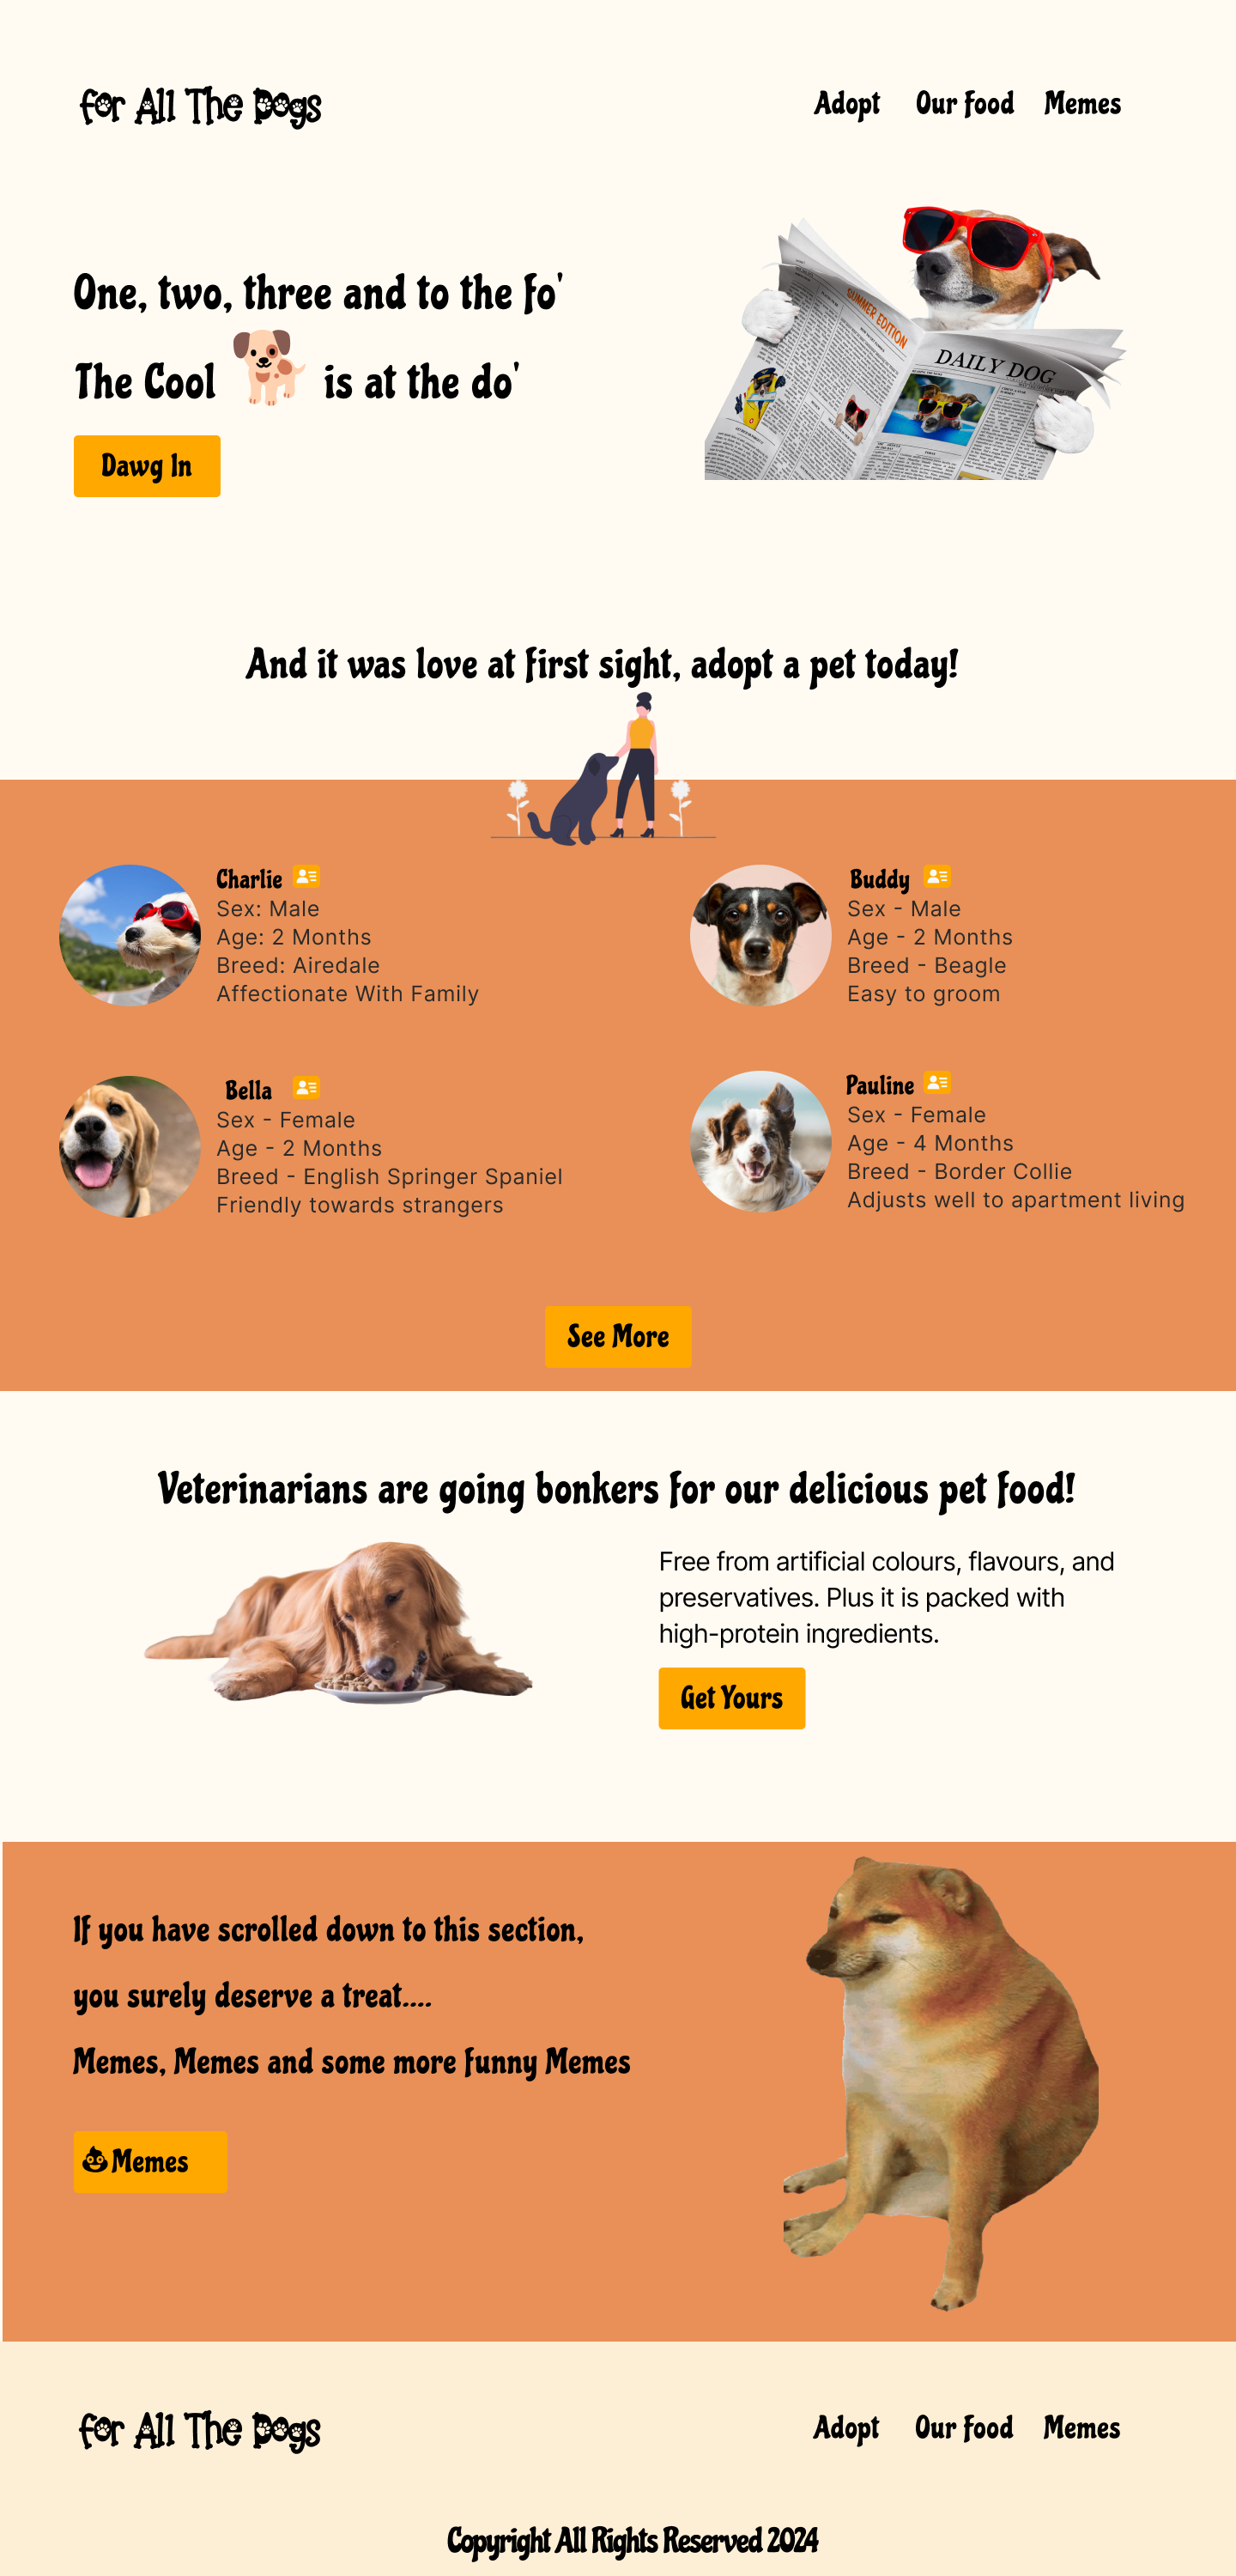 for All The Dogs
Adopt Our Food Memes
One, two, three and to the fo'
The Cool is at the do'
Dawg In
SUMMER EDITION
DAILY DOG
And it was love at first sight, adopt a pet today!
Charlie
Sex: Male
Age: 2 Months
Breed: Airedale
Affectionate With Family
Buddy
Sex - Male
Age - 2 Months
Breed - Beagle
Easy to groom
Bella
Sex - Female
Age - 2 Months
Breed - English Springer Spaniel
Friendly towards strangers
Pauline
Sex - Female
Age - 4 Months
Breed - Border Collie
Adjusts well to apartment living
See More
Veterinarians are going bonkers for our delicious pet food!
Free from artificial colours, flavours, and
preservatives. Plus it is packed with
high-protein ingredients.
Get Yours
If you have scrolled down to this section,
you surely deserve a treat....
Memes, Memes and some more funny Memes
Memes
for All The Dogs
Adopt Our Food Memes
Copyright All Rights Reserved 2024